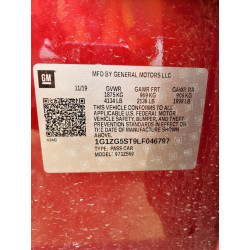 MFD BY GENERAL MOTORS LLC
GM
11/19 GVWR GAWR FRT GAWR RR
1875 KG 969 KG 906 KG
4134 LB 2136 LB 1998 LB
THIS VEHICLE CONFORMS TO ALL
APPLICABLE U.S. FEDERAL MOTOR
VEHICLE SAFETY, BUMPER, AND THEFT
PREVENTION STANDARDS IN EFFECT ON
THE DATE OF MANUFACTURE SHOWN
ABOVE.
1G1ZG5ST9LF046797
TYPE: PASS CAR
MODEL: